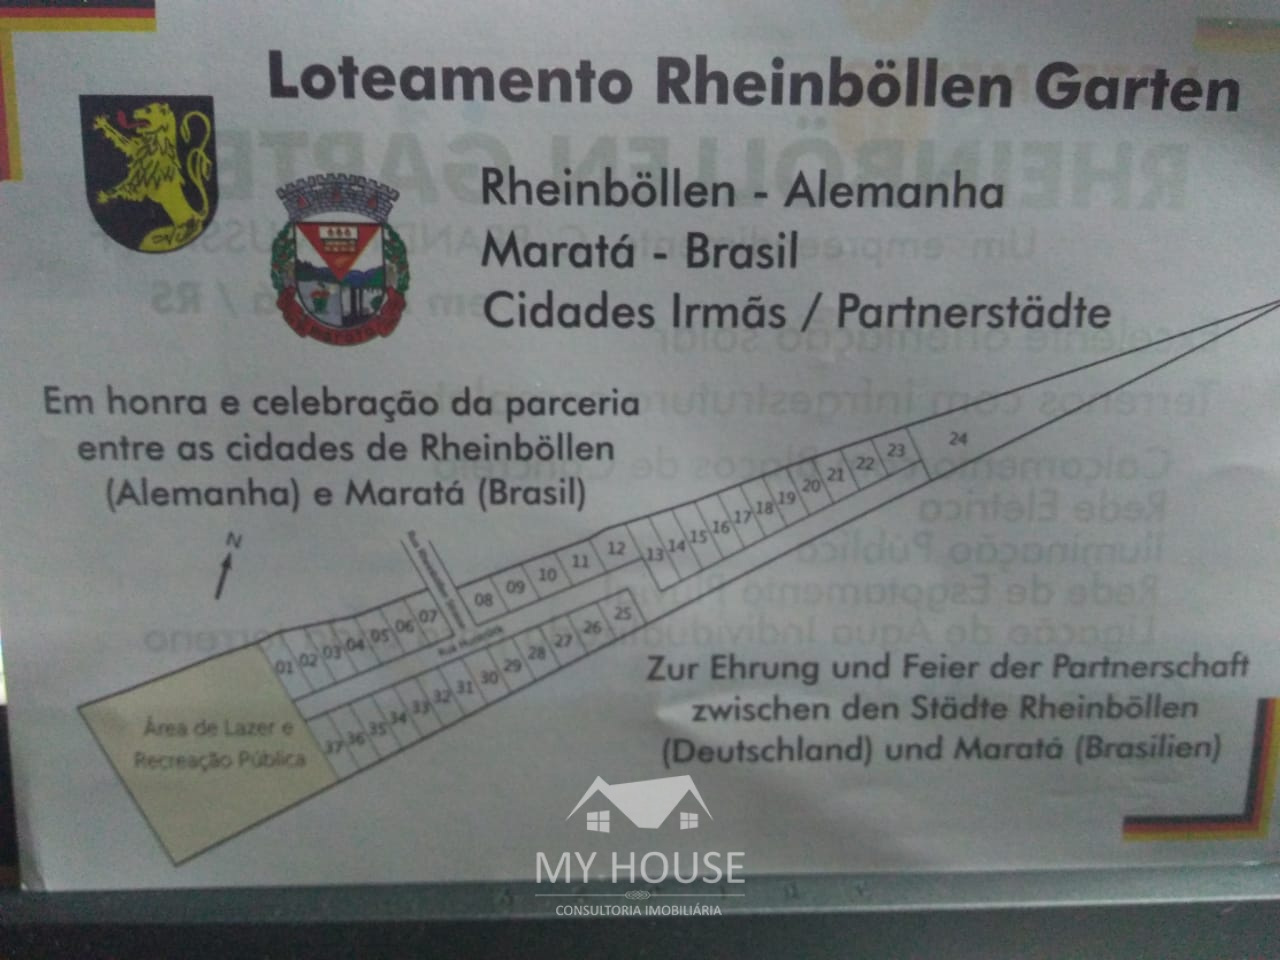 Loteamento Rheinböllen Garten
Rheinböllen - Alemanha
Maratá - Brasil
Cidades Irmãs / Partnerstädte
Em honra e celebração da parceria
entre as cidades de Rheinböllen
(Alemanha) e Maratá (Brasil)
N
24
23
22
21
20
19
18
17
16
15
14
13
12
11
10
09
08
07
06
05
04
03
02
01
25
26
27
28
29
30
31
32
33
34
35
36
37
Área de Lazer e
Recreação Pública
Zur Ehrung und Feier der Partnerschaft
zwischen den Städte Rheinböllen
(Deutschland) und Maratá (Brasilien)
MY HOUSE
CONSULTORIA IMOBILIÁRIA